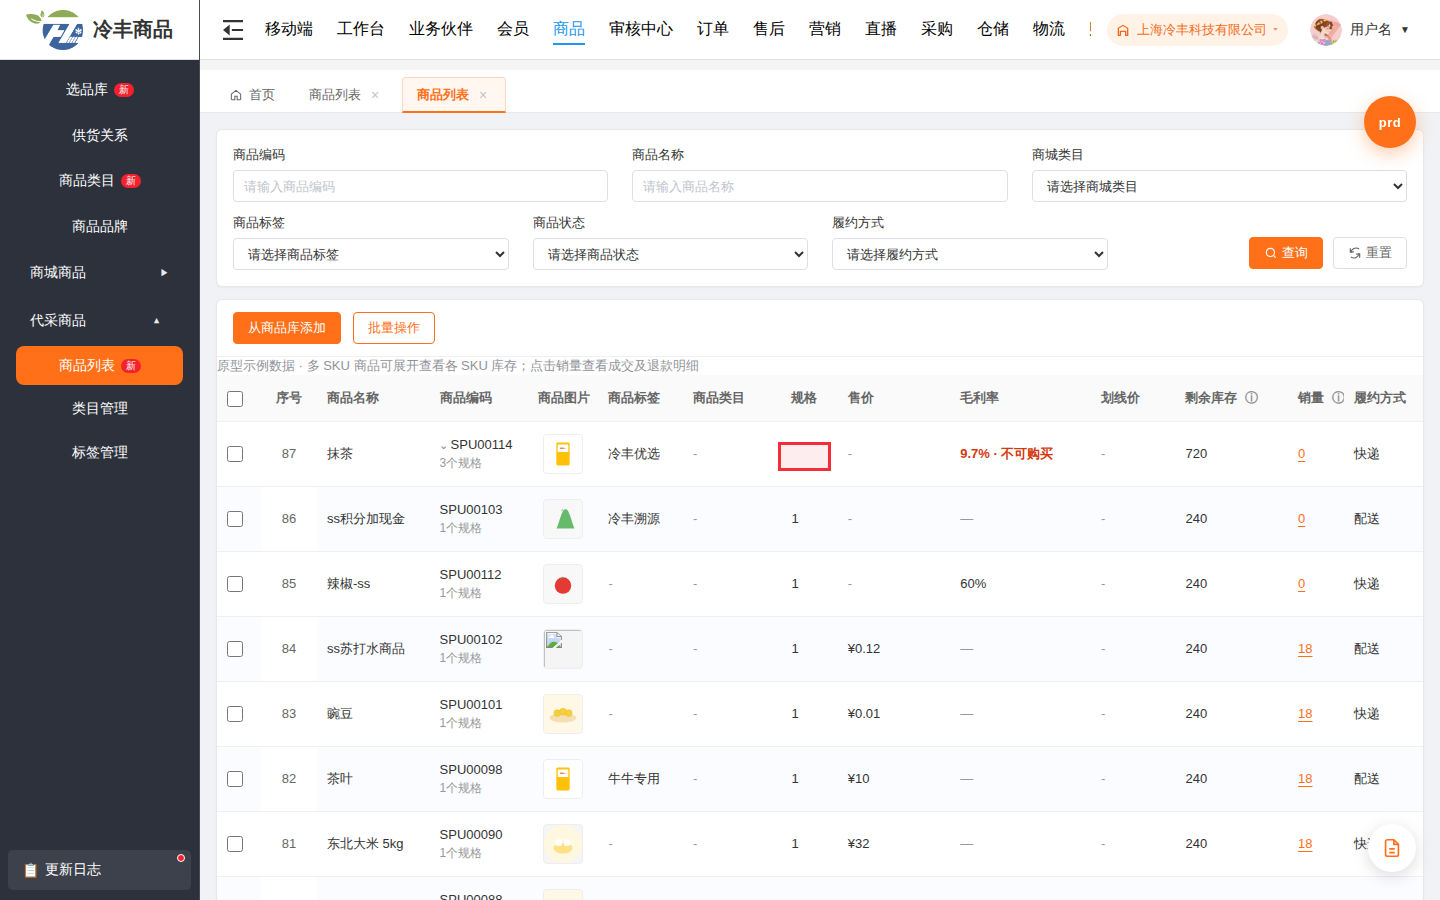 冷丰商品
移动端 工作台 业务伙伴 会员 商品 审核中心 订单 售后 营销 直播 采购 仓储 物流
上海冷丰科技有限公司
用户名 ▼
选品库 新
供货关系
商品类目 新
商品品牌
商城商品
代采商品
商品列表 新
类目管理
标签管理
📋 更新日志
首页 商品列表 × 商品列表 ×
prd
商品编码 商品名称 商城类目
请输入商品编码 请输入商品名称 请选择商城类目
商品标签 商品状态 履约方式
请选择商品标签 请选择商品状态 请选择履约方式 查询 重置
从商品库添加 批量操作
原型示例数据 · 多 SKU 商品可展开查看各 SKU 库存；点击销量查看成交及退款明细
序号 商品名称 商品编码 商品图片 商品标签 商品类目 规格 售价 毛利率 划线价 剩余库存 ⓘ 销量 ⓘ 履约方式
87 抹茶 SPU00114 冷丰优选 - - 9.7% · 不可购买 - 720 0 快递
3个规格
86 ss积分加现金 SPU00103 冷丰溯源 - 1 - — - 240 0 配送
1个规格
85 辣椒-ss SPU00112 - - 1 - 60% - 240 0 快递
1个规格
84 ss苏打水商品 SPU00102 - - 1 ¥0.12 — - 240 18 配送
1个规格
83 豌豆 SPU00101 - - 1 ¥0.01 — - 240 18 快递
1个规格
82 茶叶 SPU00098 牛牛专用 - 1 ¥10 — - 240 18 配送
1个规格
81 东北大米 5kg SPU00090 - - 1 ¥32 — - 240 18 快
1个规格
SPU00088